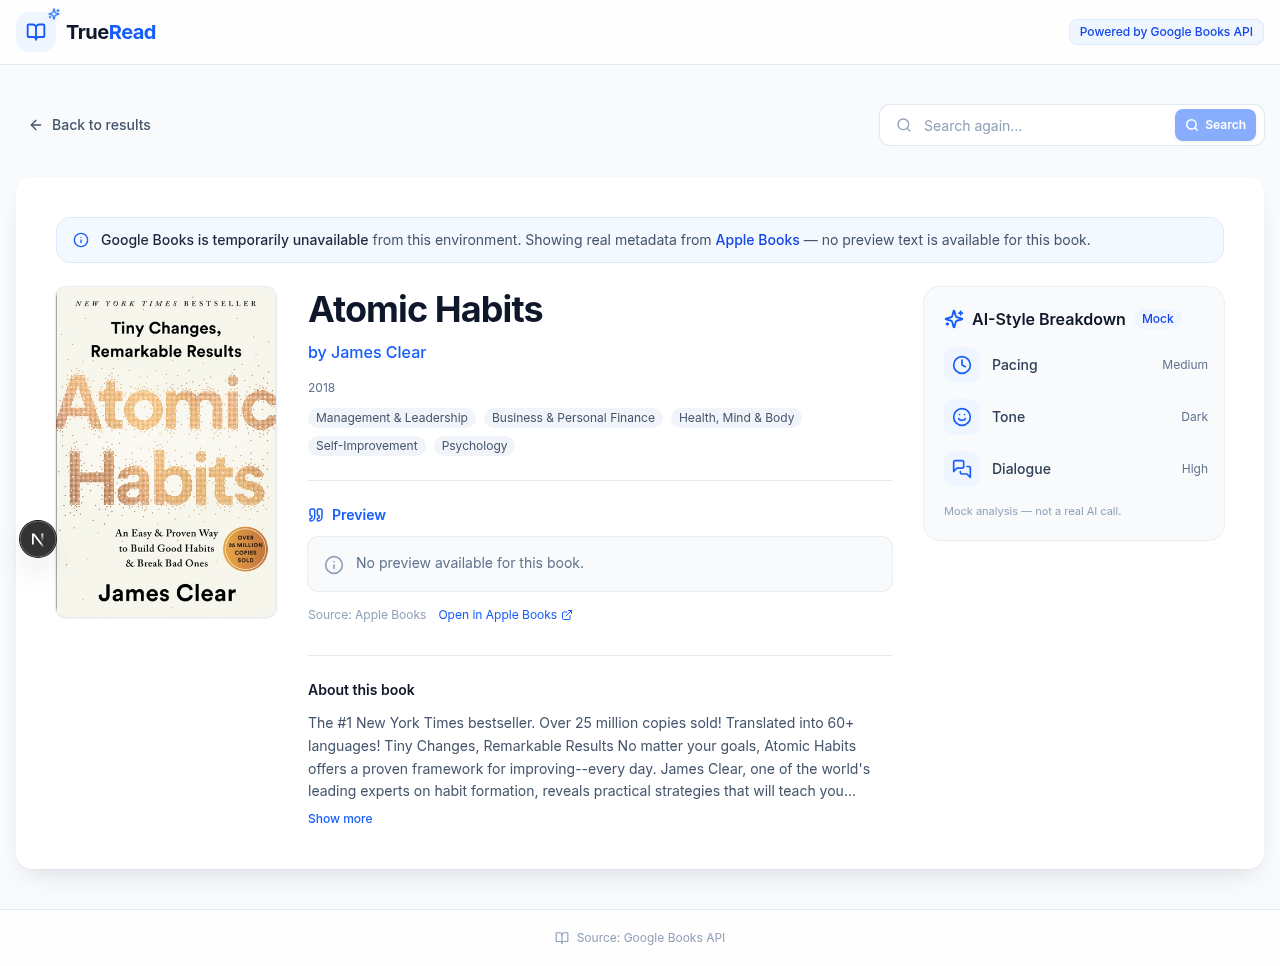 TrueRead
Powered by Google Books API
Back to results
Search again...
Search
Google Books is temporarily unavailable from this environment. Showing real metadata from Apple Books — no preview text is available for this book.
NEW YORK TIMES BESTSELLER
Tiny Changes,
Remarkable Results
Atomic
Habits
An Easy & Proven Way
to Build Good Habits
& Break Bad Ones
OVER
25 MILLION
COPIES
SOLD
James Clear
N
Atomic Habits
by James Clear
2018
Management & Leadership
Business & Personal Finance
Health, Mind & Body
Self-Improvement
Psychology
Preview
No preview available for this book.
Source: Apple Books
Open in Apple Books
About this book
The #1 New York Times bestseller. Over 25 million copies sold! Translated into 60+
languages! Tiny Changes, Remarkable Results No matter your goals, Atomic Habits
offers a proven framework for improving--every day. James Clear, one of the world's
leading experts on habit formation, reveals practical strategies that will teach you...
Show more
AI-Style Breakdown
Mock
Pacing
Medium
Tone
Dark
Dialogue
High
Mock analysis — not a real AI call.
Source: Google Books API